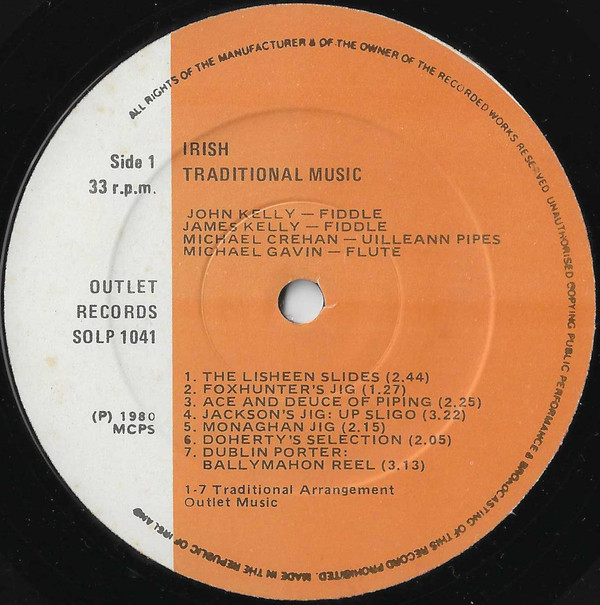 ALL RIGHTS OF THE MANUFACTURER & OF THE OWNER OF THE RECORDED WORKS RESERVED UNAUTHORISED COPYING PUBLIC PERFORMANCE & BROADCASTING OF THIS RECORD PROHIBITED. MADE IN THE REPUBLIC OF IRELAND
Side 1
33 r.p.m.
IRISH
TRADITIONAL MUSIC
JOHN KELLY — FIDDLE
JAMES KELLY — FIDDLE
MICHAEL CREHAN — UILLEANN PIPES
MICHAEL GAVIN — FLUTE
OUTLET
RECORDS
SOLP 1041
(P) 1980
MCPS
1. THE LISHEEN SLIDES (2.44)
2. FOXHUNTER'S JIG (1.27)
3. ACE AND DEUCE OF PIPING (2.25)
4. JACKSON'S JIG: UP SLIGO (3.22)
5. MONAGHAN JIG (2.15)
6. DOHERTY'S SELECTION (2.05)
7. DUBLIN PORTER:
BALLYMAHON REEL (3.13)
1-7 Traditional Arrangement
Outlet Music